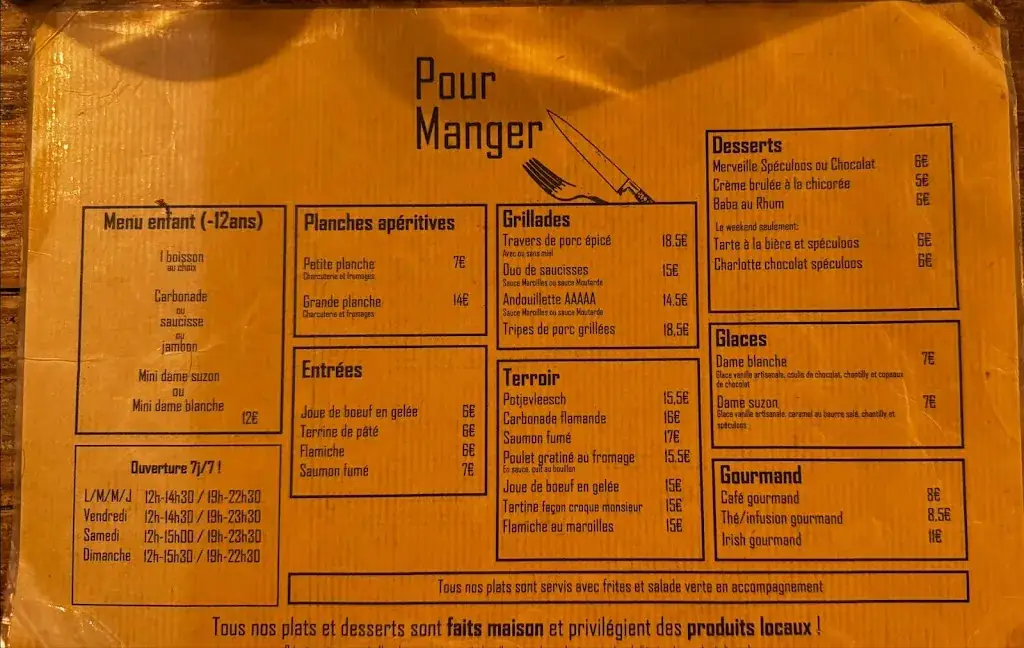 Pour
Manger
Menu enfant (-12ans)
1 boisson
au choix
Carbonade
ou
saucisse
ou
jambon
Mini dame suzon
ou
Mini dame blanche
12€
Ouverture 7j/7 !
L/M/M/J 12h-14h30 / 19h-22h30
Vendredi 12h-14h30 / 19h-23h30
Samedi 12h-15h00 / 19h-23h30
Dimanche 12h-15h30 / 19h-22h30
Planches apéritives
Petite planche 7€
Charcuterie et fromages
Grande planche 14€
Charcuterie et fromages
Entrées
Joue de boeuf en gelée 6€
Terrine de pâté 6€
Flamiche 6€
Saumon fumé 7€
Grillades
Travers de porc épicé 18,5€
Avec ou sans miel
Duo de saucisses 15€
Sauce Maroilles ou sauce Moutarde
Andouillette AAAAA 14,5€
Sauce Maroilles ou sauce Moutarde
Tripes de porc grillées 18,5€
Terroir
Potjevleesch 15,5€
Carbonade flamande 16€
Saumon fumé 17€
Poulet gratiné au fromage 15,5€
En sauce, cuit au bouillon
Joue de boeuf en gelée 15€
Tartine façon croque monsieur 15€
Flamiche au maroilles 15€
Desserts
Merveille Spéculoos ou Chocolat 6€
Crème brulée à la chicorée 5€
Baba au Rhum 6€
Le weekend seulement:
Tarte à la bière et spéculoos 6€
Charlotte chocolat spéculoos 6€
Glaces
Dame blanche 7€
Glace vanille artisanale, coulis de chocolat, chantilly et copeaux
de chocolat
Dame suzon 7€
Glace vanille artisanale, caramel au beurre salé, chantilly et
spéculoos
Gourmand
Café gourmand 8€
Thé/infusion gourmand 8,5€
Irish gourmand 11€
Tous nos plats sont servis avec frites et salade verte en accompagnement
Tous nos plats et desserts sont faits maison et privilégient des produits locaux !